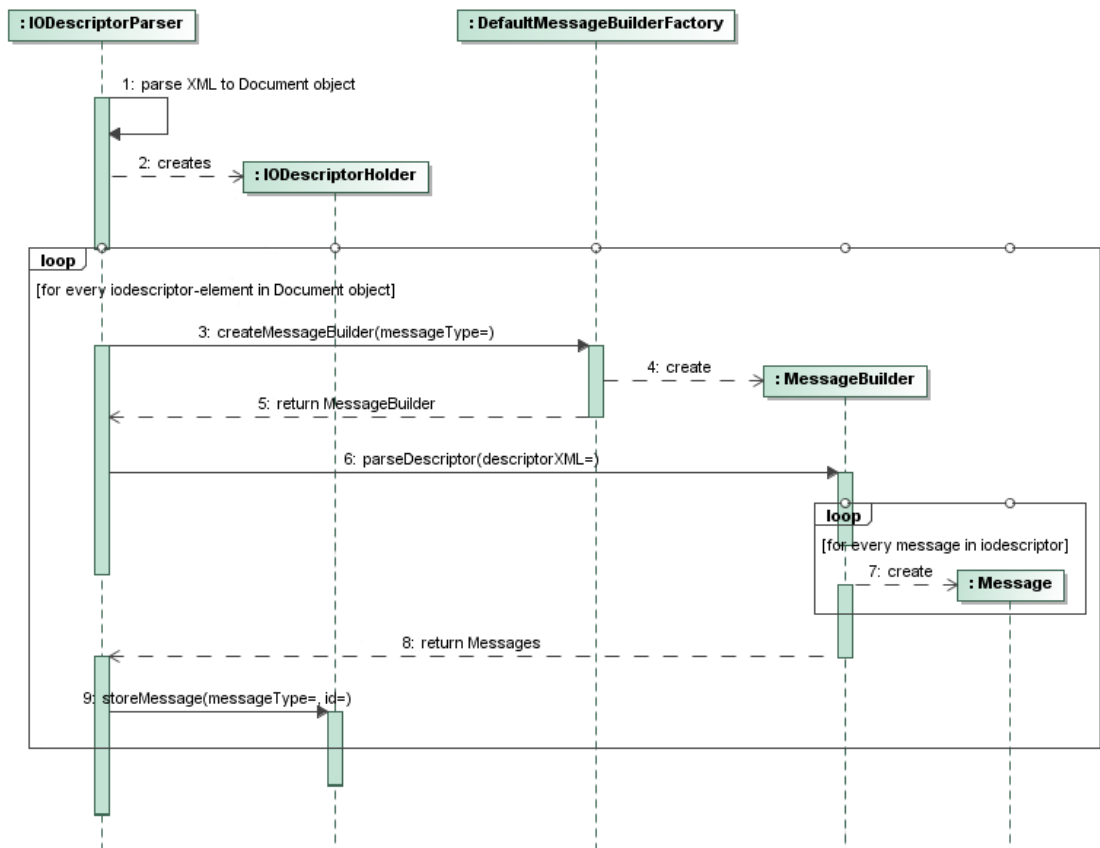 : IODescriptorParser
: DefaultMessageBuilderFactory
1: parse XML to Document object
2: creates
: IODescriptorHolder
loop
[for every iodescriptor-element in Document object]
3: createMessageBuilder(messageType=)
4: create
: MessageBuilder
5: return MessageBuilder
6: parseDescriptor(descriptorXML=)
loop
[for every message in iodescriptor]
7: create
: Message
8: return Messages
9: storeMessage(messageType=, id=)